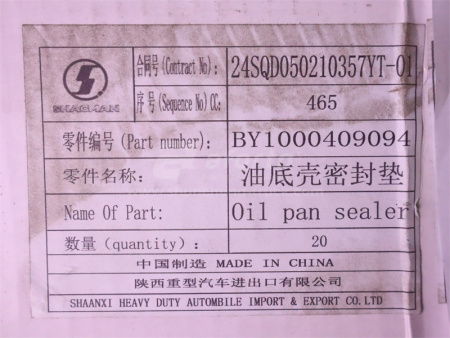 合同号(Contract No): 24SQD050210357YT-01
序号(Sequence No)CC: 465
SHACMAN
零件编号(Part number): BY1000409094
零件名称: 油底壳密封垫
Name Of Part: Oil pan sealer
数量(quantity): 20
中国制造 MADE IN CHINA
陕西重型汽车进出口有限公司
SHAANXI HEAVY DUTY AUTOMBILE IMPORT & EXPORT CO.LTD